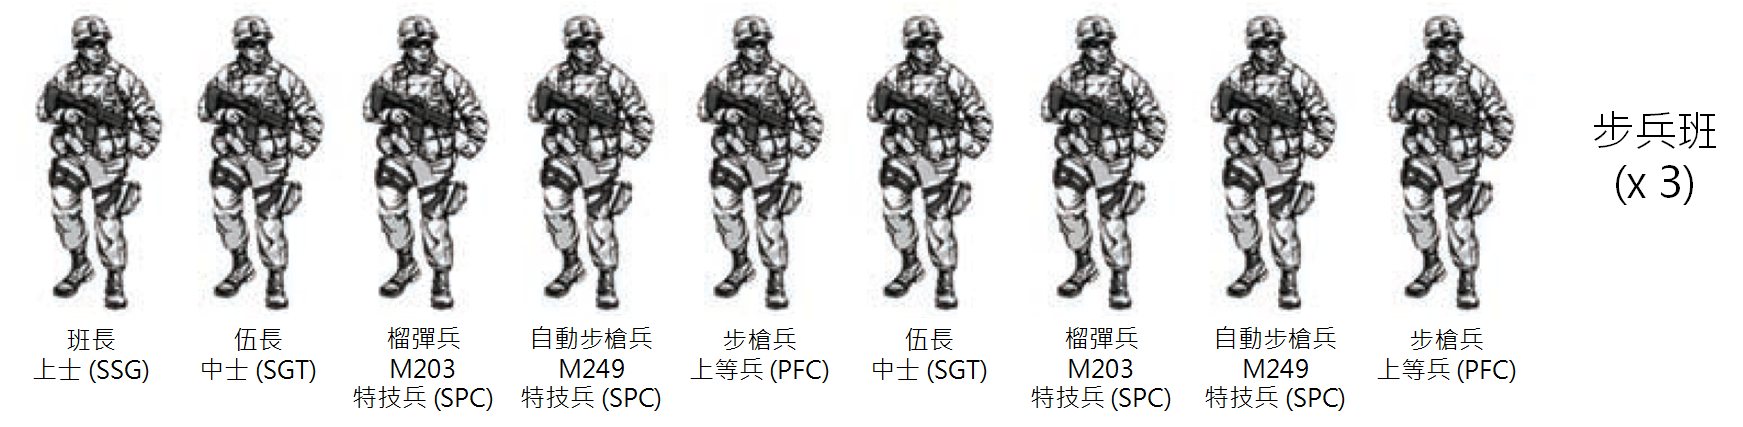 班長
上士 (SSG)
伍長
中士 (SGT)
榴彈兵
M203
特技兵 (SPC)
自動步槍兵
M249
特技兵 (SPC)
步槍兵
上等兵 (PFC)
伍長
中士 (SGT)
榴彈兵
M203
特技兵 (SPC)
自動步槍兵
M249
特技兵 (SPC)
步槍兵
上等兵 (PFC)
步兵班
(x 3)